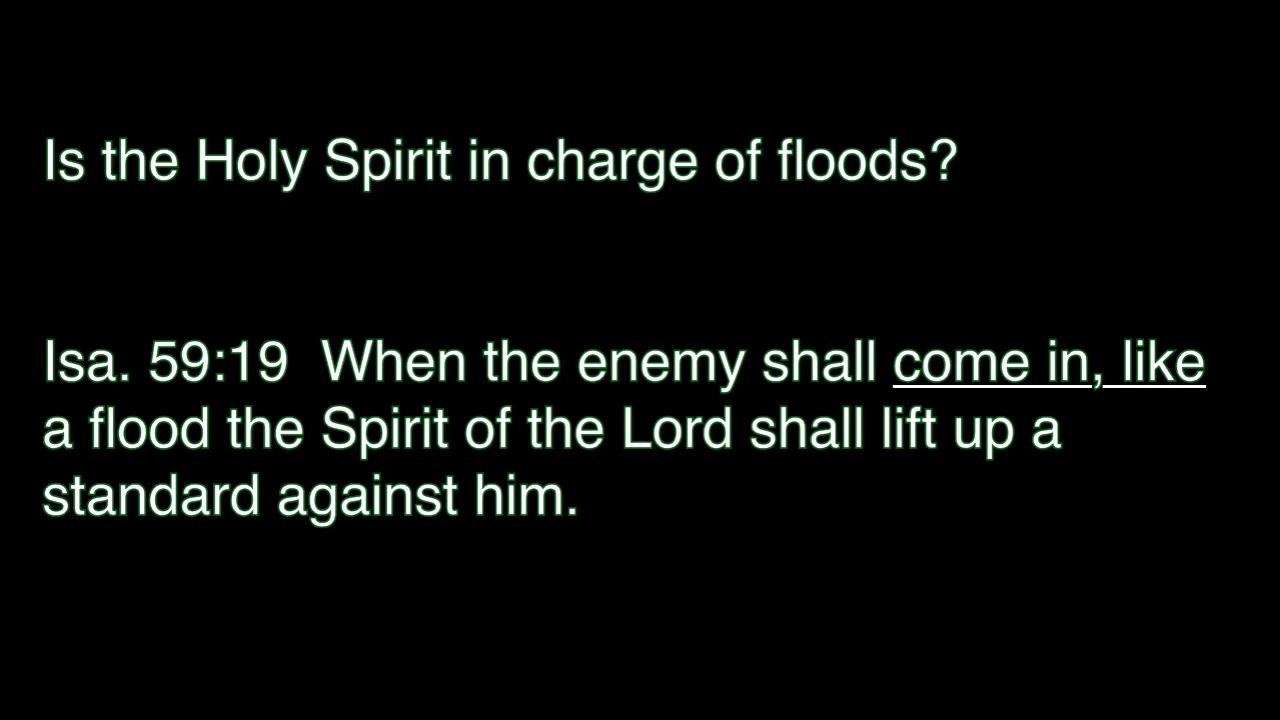 Is the Holy Spirit in charge of floods?
Isa. 59:19  When the enemy shall come in, like
a flood the Spirit of the Lord shall lift up a
standard against him.